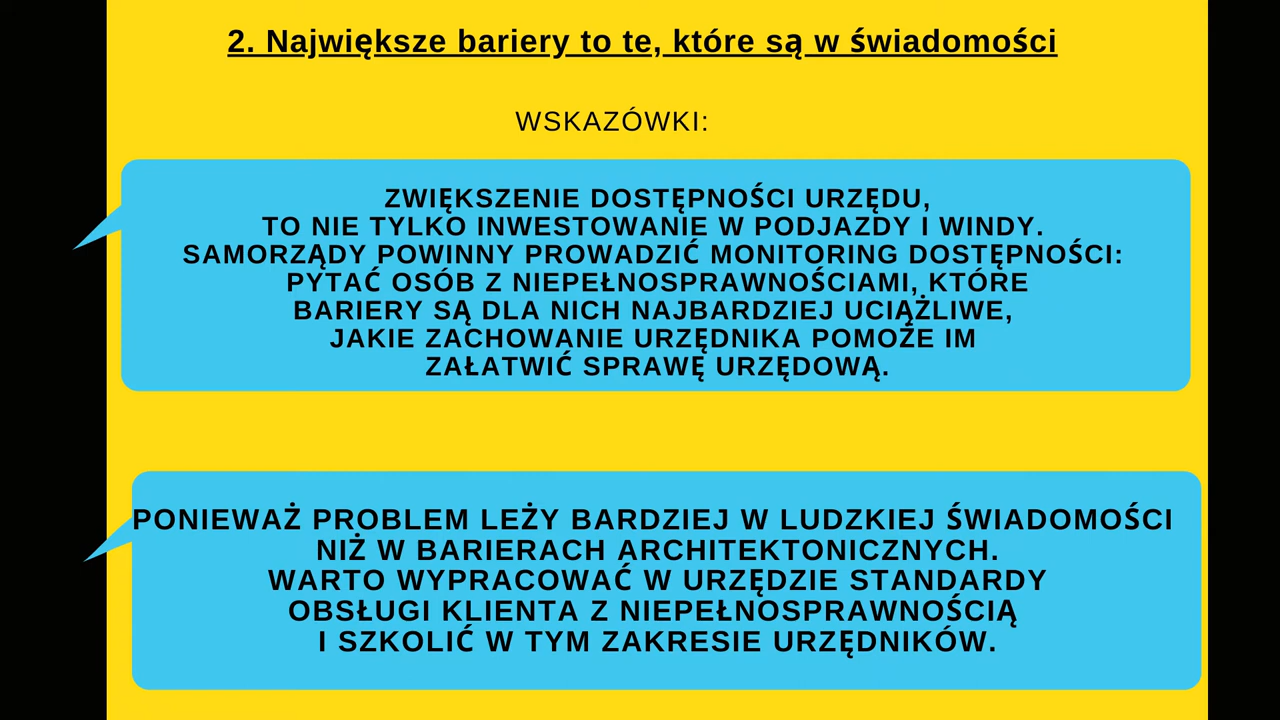 2. Największe bariery to te, które są w świadomości
WSKAZÓWKI:
ZWIĘKSZENIE DOSTĘPNOŚCI URZĘDU,
TO NIE TYLKO INWESTOWANIE W PODJAZDY I WINDY.
SAMORZĄDY POWINNY PROWADZIĆ MONITORING DOSTĘPNOŚCI:
PYTAĆ OSÓB Z NIEPEŁNOSPRAWNOŚCIAMI, KTÓRE
BARIERY SĄ DLA NICH NAJBARDZIEJ UCIĄŻLIWE,
JAKIE ZACHOWANIE URZĘDNIKA POMOŻE IM
ZAŁATWIĆ SPRAWĘ URZĘDOWĄ.
PONIEWAŻ PROBLEM LEŻY BARDZIEJ W LUDZKIEJ ŚWIADOMOŚCI
NIŻ W BARIERACH ARCHITEKTONICZNYCH.
WARTO WYPRACOWAĆ W URZĘDZIE STANDARDY
OBSŁUGI KLIENTA Z NIEPEŁNOSPRAWNOŚCIĄ
I SZKOLIĆ W TYM ZAKRESIE URZĘDNIKÓW.